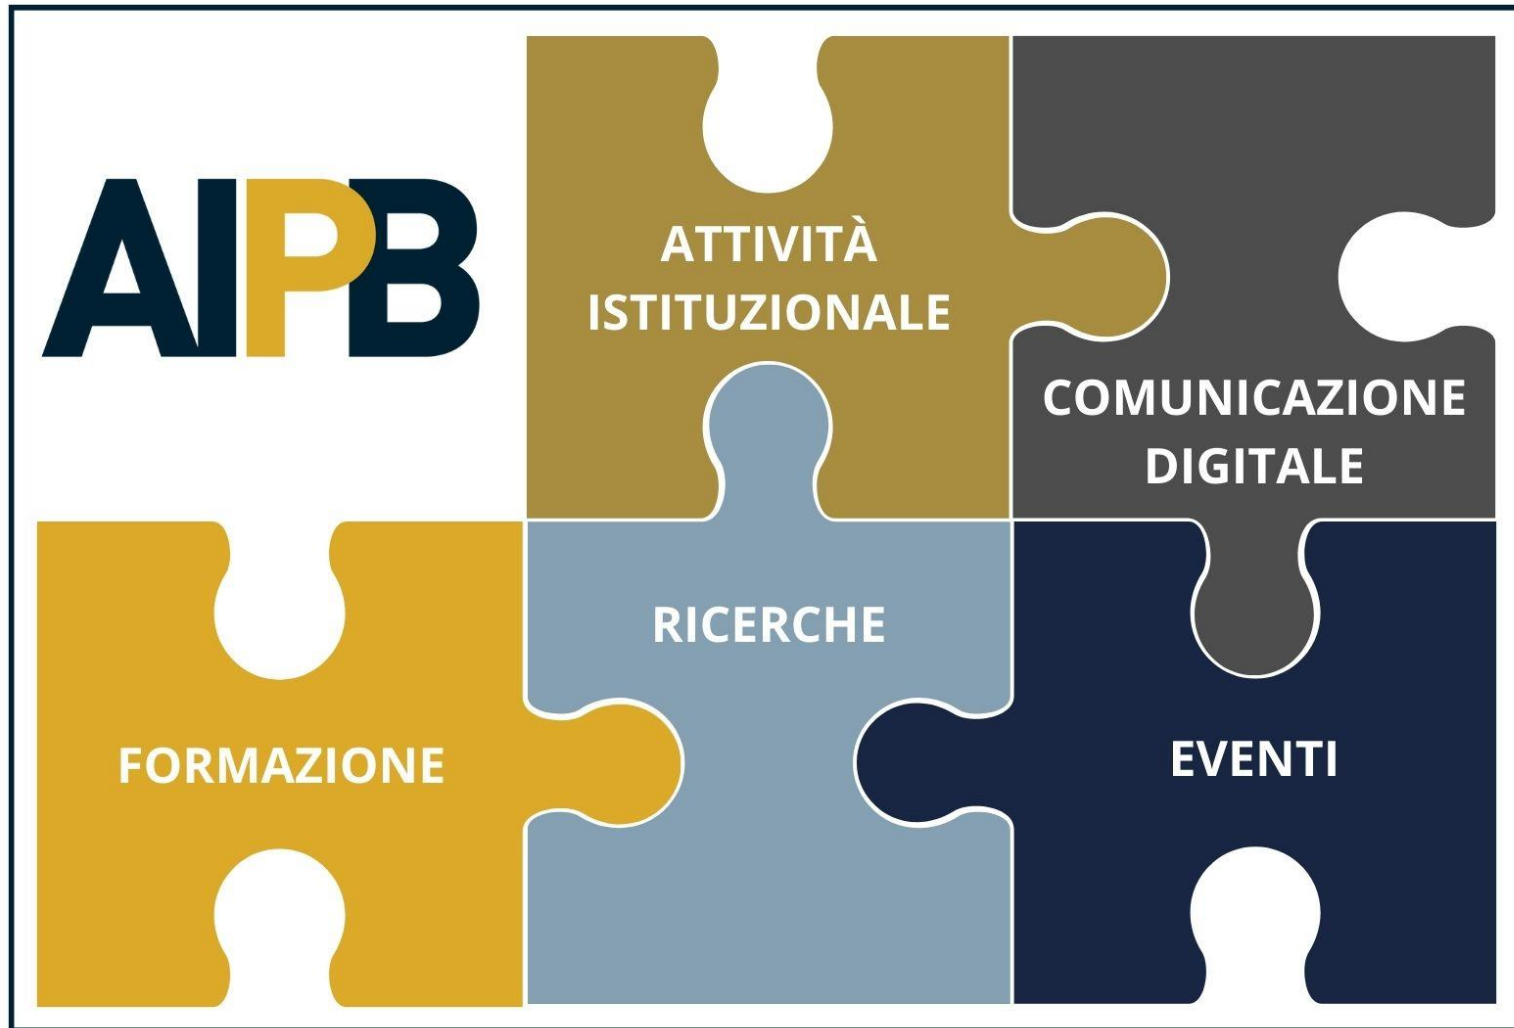 AIPB
ATTIVITÀ
ISTITUZIONALE
COMUNICAZIONE
DIGITALE
RICERCHE
FORMAZIONE
EVENTI